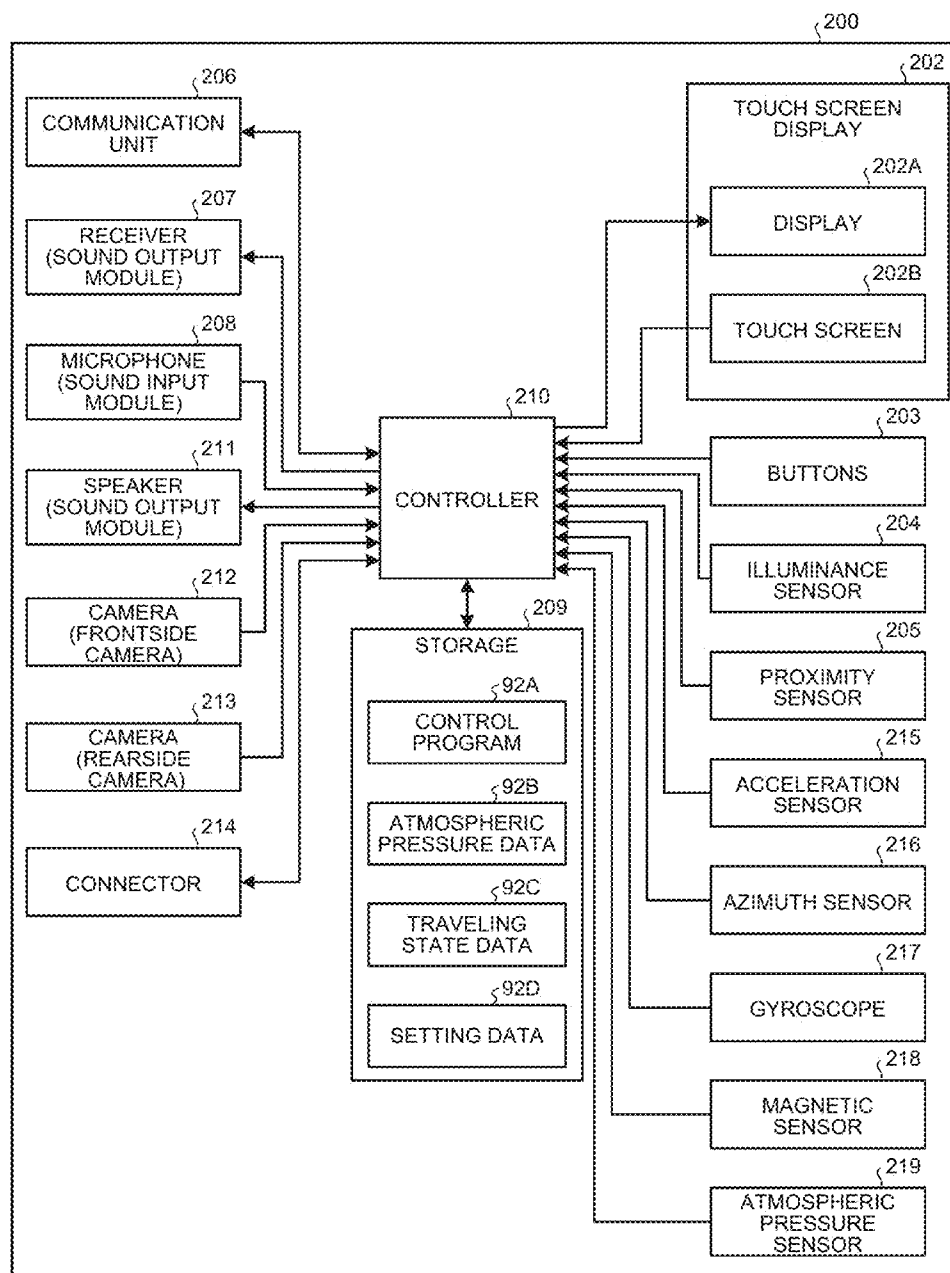 200
206
COMMUNICATION
UNIT
207
RECEIVER
(SOUND OUTPUT
MODULE)
208
MICROPHONE
(SOUND INPUT
MODULE)
211
SPEAKER
(SOUND OUTPUT
MODULE)
212
CAMERA
(FRONTSIDE
CAMERA)
213
CAMERA
(REARSIDE
CAMERA)
214
CONNECTOR
210
CONTROLLER
209
STORAGE
92A
CONTROL
PROGRAM
92B
ATMOSPHERIC
PRESSURE DATA
92C
TRAVELING
STATE DATA
92D
SETTING DATA
202
TOUCH SCREEN
DISPLAY
202A
DISPLAY
202B
TOUCH SCREEN
203
BUTTONS
204
ILLUMINANCE
SENSOR
205
PROXIMITY
SENSOR
215
ACCELERATION
SENSOR
216
AZIMUTH SENSOR
217
GYROSCOPE
218
MAGNETIC
SENSOR
219
ATMOSPHERIC
PRESSURE
SENSOR